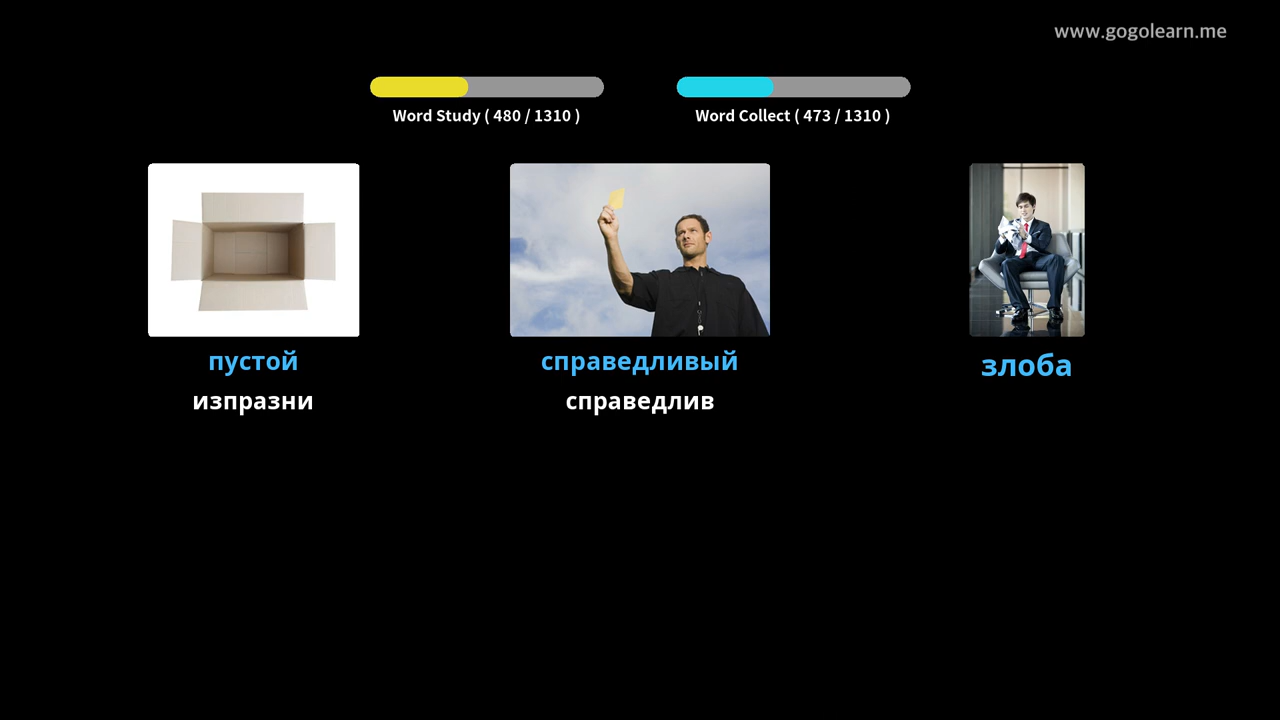 www.gogolearn.me
Word Study ( 480 / 1310 )
Word Collect ( 473 / 1310 )
пустой
справедливый
злоба
изпразни
справедлив